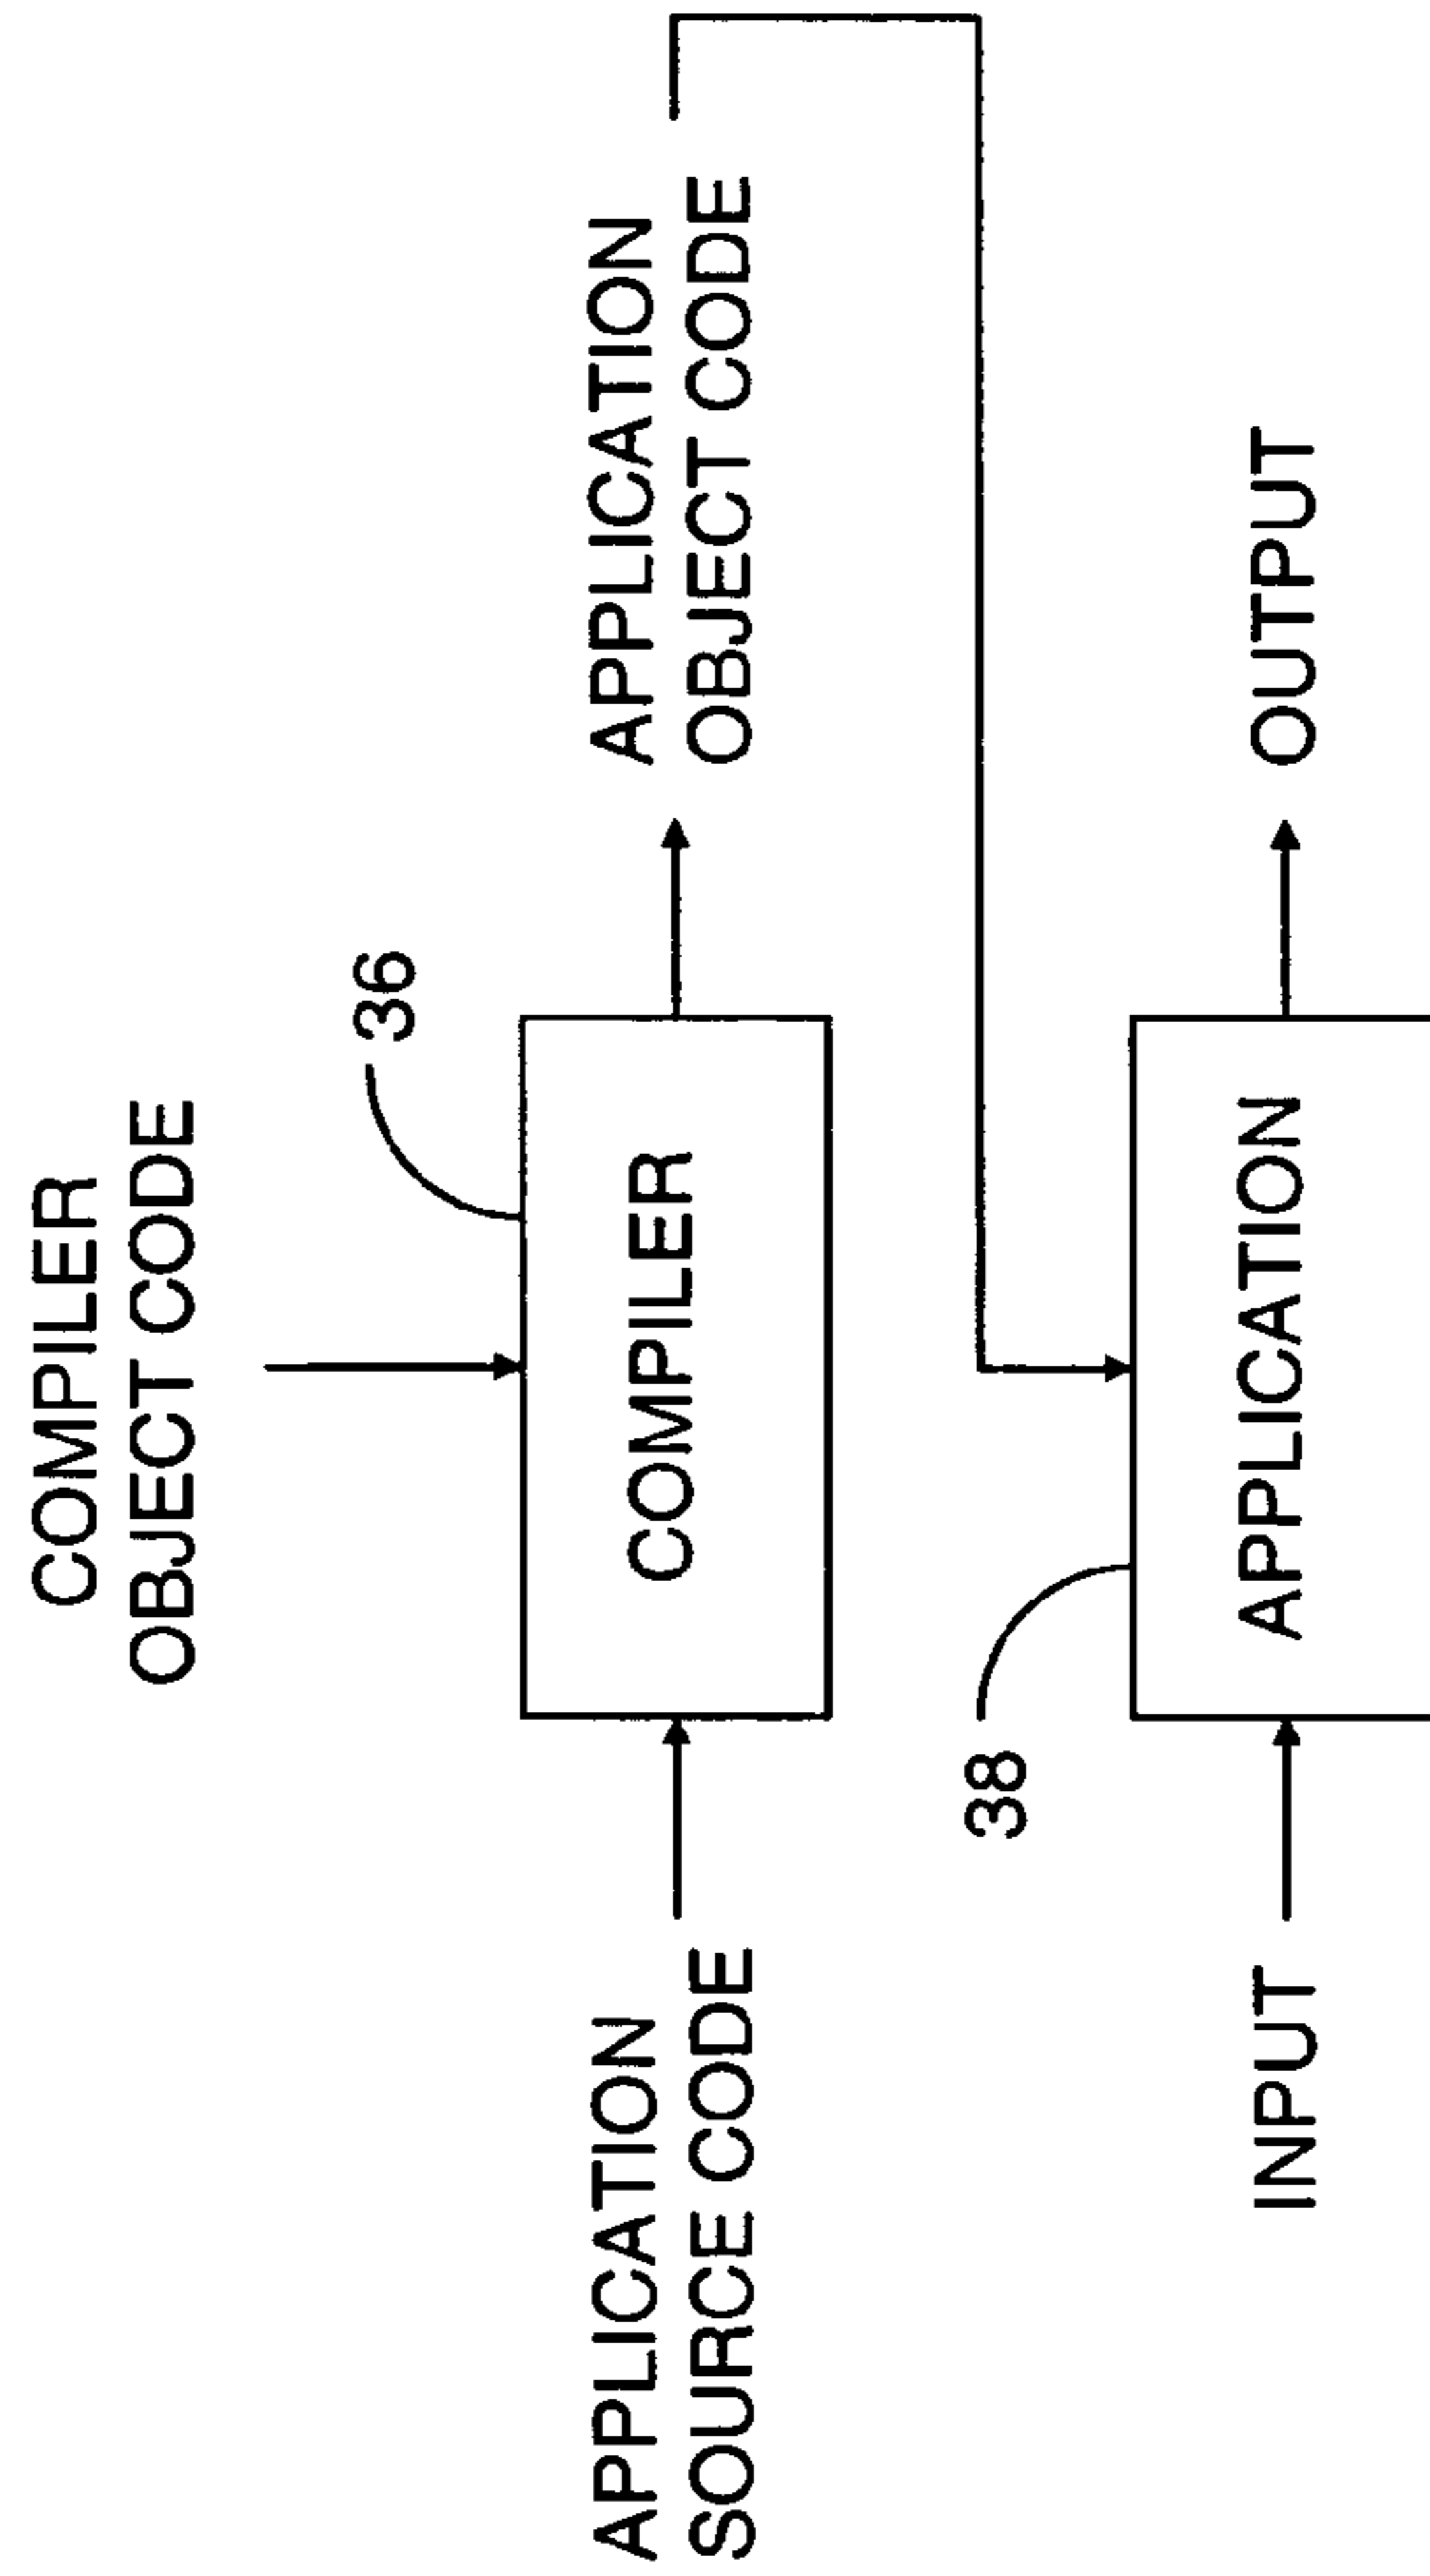 COMPILER
OBJECT CODE
36
APPLICATION
SOURCE CODE
COMPILER
APPLICATION
OBJECT CODE
38
INPUT
APPLICATION
OUTPUT